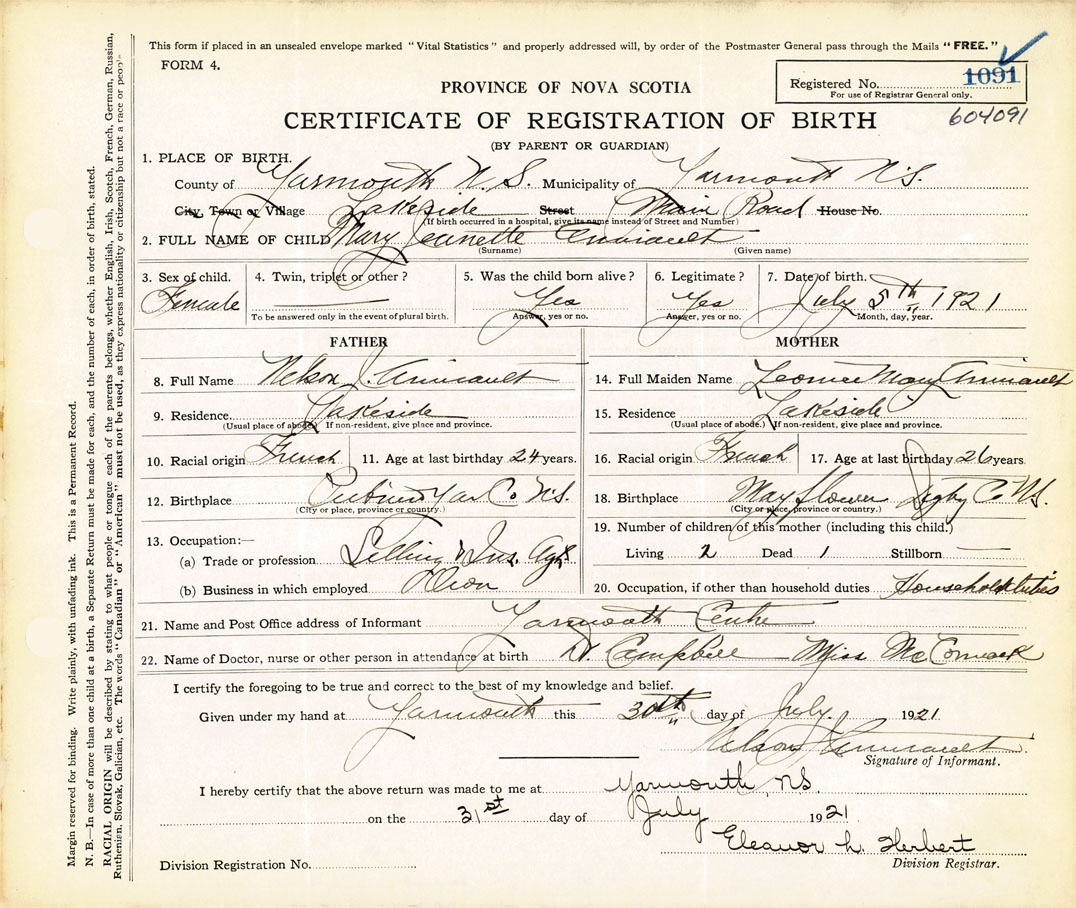 This form if placed in an unsealed envelope marked "Vital Statistics" and properly addressed will, by order of the Postmaster General pass through the Mails "FREE."
FORM 4.
Registered No. 1091
For use of Registrar General only.
604091
PROVINCE OF NOVA SCOTIA
CERTIFICATE OF REGISTRATION OF BIRTH
(BY PARENT OR GUARDIAN)
1. PLACE OF BIRTH.
County of Yarmouth N.S. Municipality of Yarmouth N.S.
City, Town or Village Lakeside Street Main Road House No.
(If birth occurred in a hospital, give its name instead of Street and Number)
2. FULL NAME OF CHILD Mary Jeanette
(Surname) (Given name)
3. Sex of child. 4. Twin, triplet or other? 5. Was the child born alive? 6. Legitimate? 7. Date of birth.
Female Yes Yes July 5th, 1921
To be answered only in the event of plural birth. Answer, yes or no. Answer, yes or no. Month, day, year.
FATHER
8. Full Name Nelson J.
9. Residence. Lakeside
(Usual place of abode.) If non-resident, give place and province.
10. Racial origin French 11. Age at last birthday 24 years.
12. Birthplace Yar Co N.S.
(City or place, province or country.)
13. Occupation:—
(a) Trade or profession Selling & Ins. Agt
(b) Business in which employed
MOTHER
14. Full Maiden Name May
15. Residence Lakeside
(Usual place of abode.) If non-resident, give place and province.
16. Racial origin French 17. Age at last birthday 26 years.
18. Birthplace Mayflower Digby Co N.S.
(City or place, province or country.)
19. Number of children of this mother (including this child.)
Living 2 Dead 1 Stillborn
20. Occupation, if other than household duties Household duties
21. Name and Post Office address of Informant Yarmouth Centre
22. Name of Doctor, nurse or other person in attendance at birth Dr. Campbell Miss McCormack
I certify the foregoing to be true and correct to the best of my knowledge and belief.
Given under my hand at Yarmouth this 30th day of July. 1921
Nelson
Signature of Informant.
I hereby certify that the above return was made to me at Yarmouth, NS
on the 31st day of July 1921
Eleanor L. Herbert
Division Registrar.
Division Registration No.
Margin reserved for binding. Write plainly, with unfading ink. This is a Permanent Record.
N. B.—In case of more than one child at a birth, a Separate Return must be made for each, and the number of each, in order of birth, stated.
RACIAL ORIGIN will be described by stating to what people or tongue each of the parents belongs, whether English, Irish, Scotch, French, German, Russian,
Ruthenian, Slovak, Galician, etc. The words "Canadian" or "American" must not be used, as they express nationality or citizenship but not a race or people